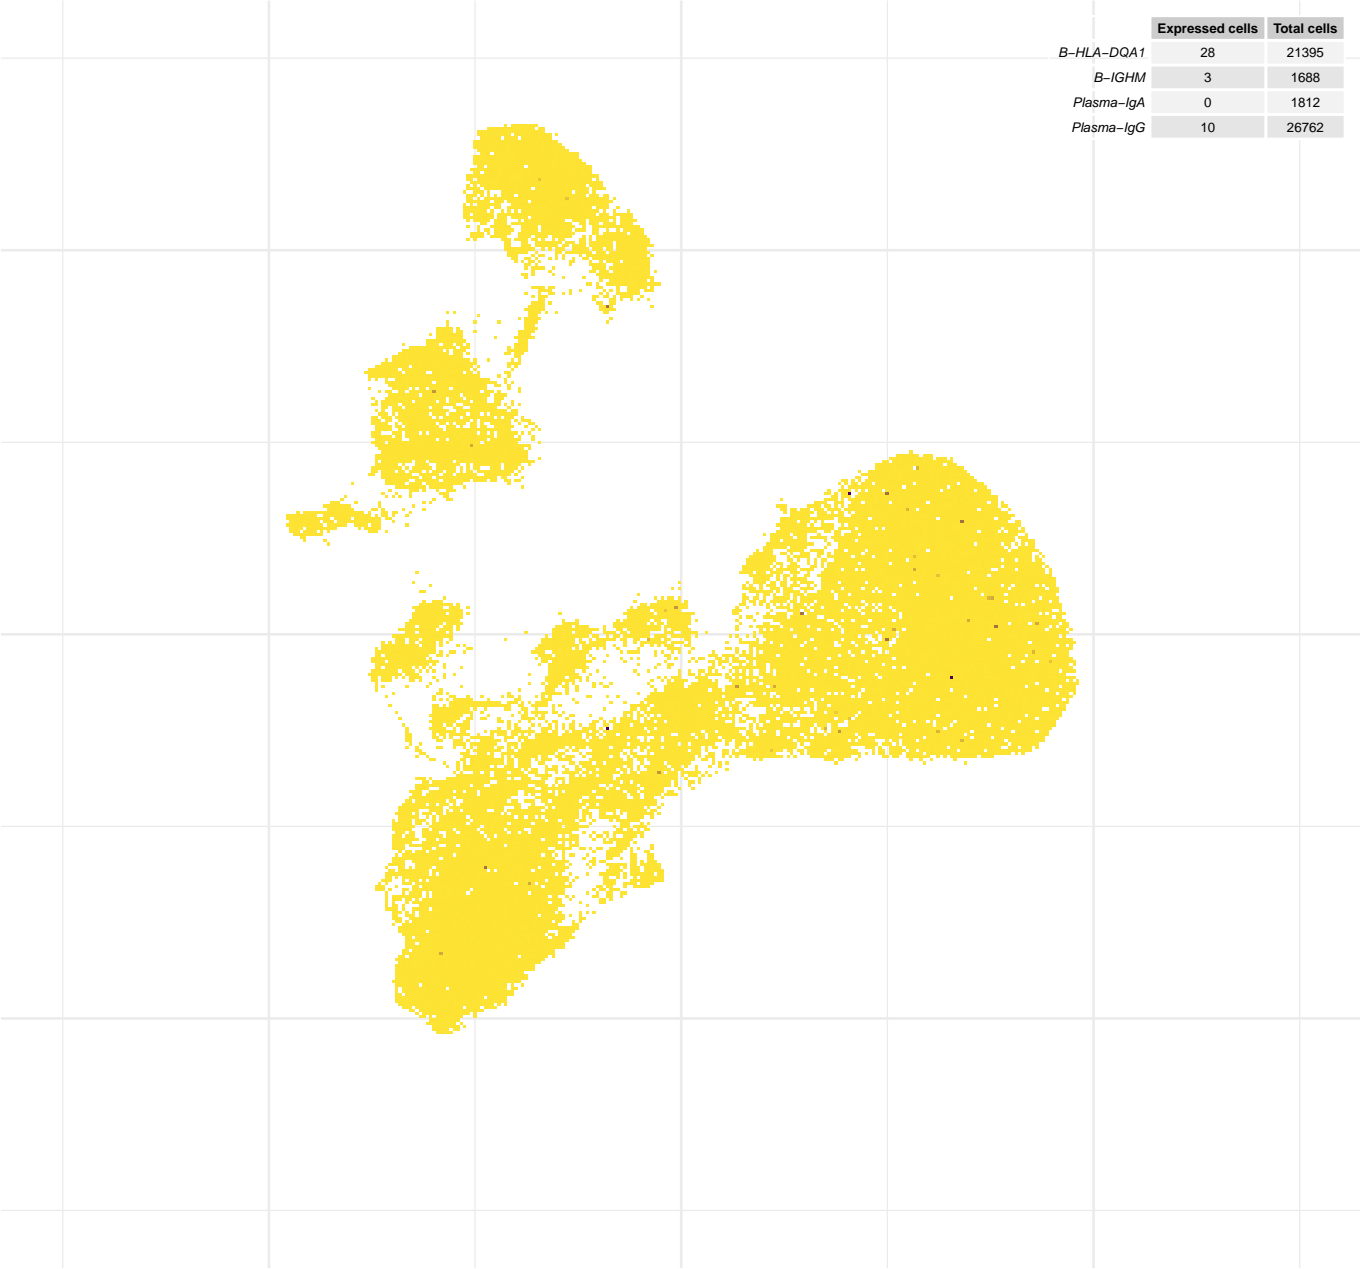 Expressed cells Total cells
B−HLA−DQA1 28 21395
B−IGHM 3 1688
Plasma−IgA 0 1812
Plasma−IgG 10 26762